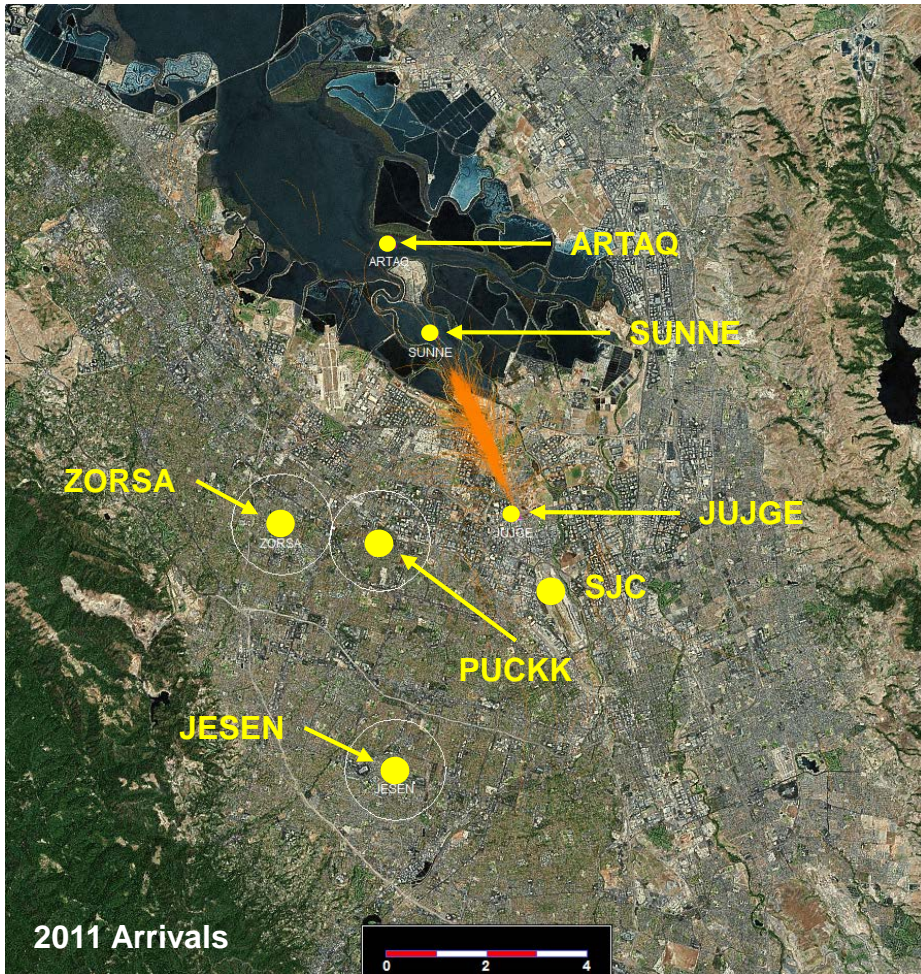 ARTAQ
ARTAQ
SUNNE
SUNNE
ZORSA
ZORSA
JUJGE
JUJGE
SJC
PUCKK
JESEN
JESEN
2011 Arrivals
0 2 4